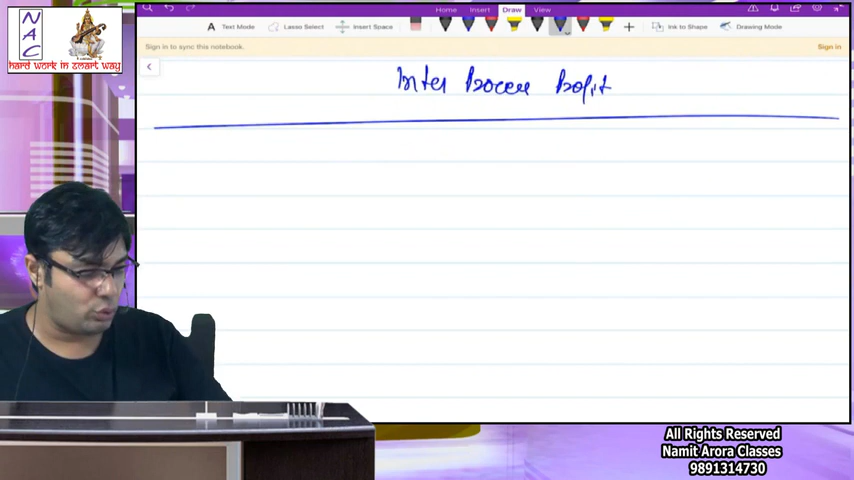 NAC
hard work in smart way
Home Insert Draw View
A Text Mode Lasso Select Insert Space + Ink to Shape Drawing Mode
Sign in to sync this notebook. Sign in
Inter Process Profit
All Rights Reserved
Namit Arora Classes
9891314730